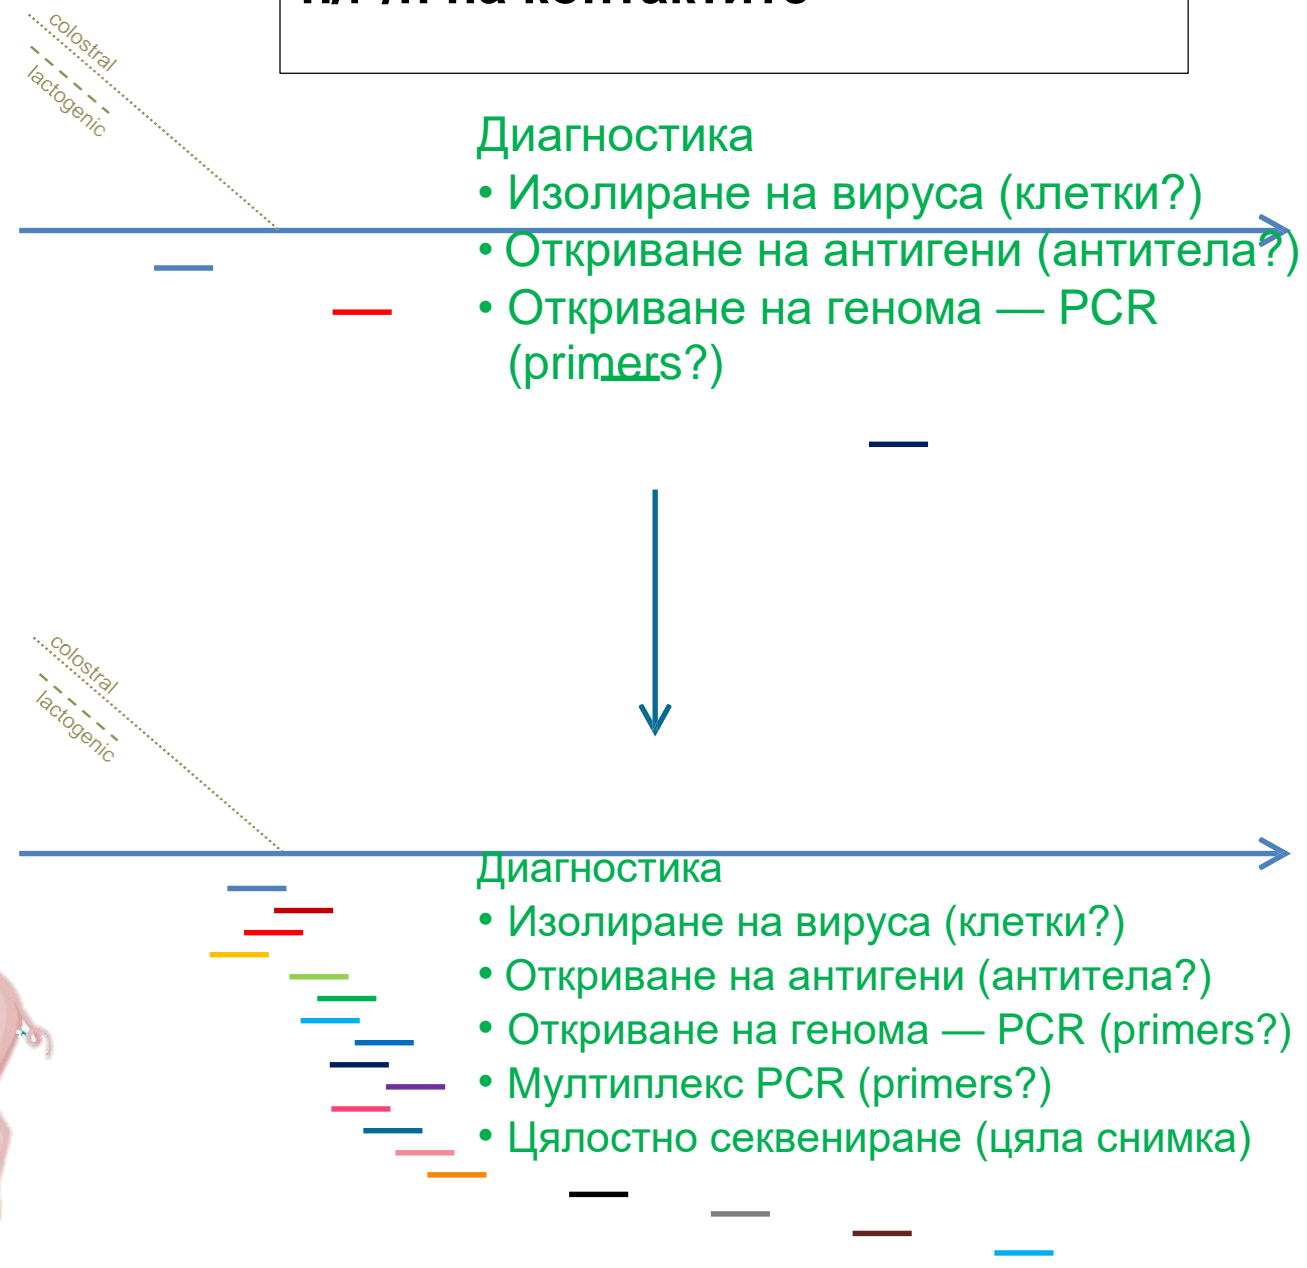 на контактите
colostral
lactogenic
Диагностика
• Изолиране на вируса (клетки?)
• Откриване на антигени (антитела?)
• Откриване на генома — PCR
(primers?)
colostral
lactogenic
Диагностика
• Изолиране на вируса (клетки?)
• Откриване на антигени (антитела?)
• Откриване на генома — PCR (primers?)
• Мултиплекс PCR (primers?)
• Цялостно секвениране (цяла снимка)